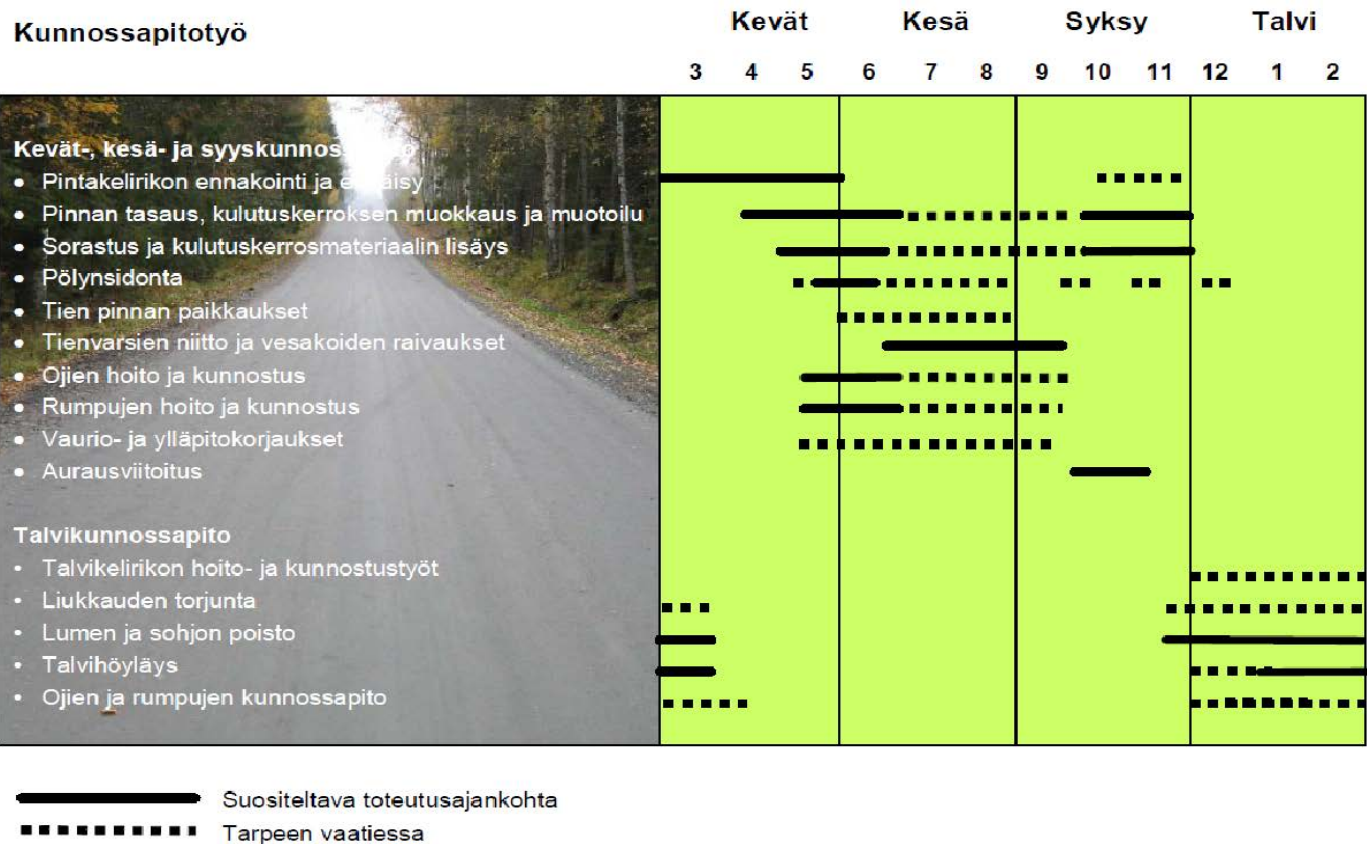 Kunnossapitotyö
Kevät Kesä Syksy Talvi
3 4 5 6 7 8 9 10 11 12 1 2
Kevät-, kesä- ja
• Pintakelirikon ennakointi ja
• Pinnan tasaus, kulutuskerroksen muokkaus ja muotoilu
• Sorastus ja kulutuskerrosmateriaalin lisäys
• Pölynsidonta
• Tien pinnan paikkaukset
• Tienvarsien niitto ja vesakoiden raivaukset
• Ojien hoito ja kunnostus
• Rumpujen hoito ja kunnostus
• Vaurio- ja ylläpitokorjaukset
• Aurausviitoitus
Talvikunnossapito
• Talvikelirikon hoito- ja kunnostustyöt
• Liukkauden torjunta
• Lumen ja sohjon poisto
• Talvihöyläys
• Ojien ja rumpujen kunnossapito
Suositeltava toteutusajankohta
Tarpeen vaatiessa